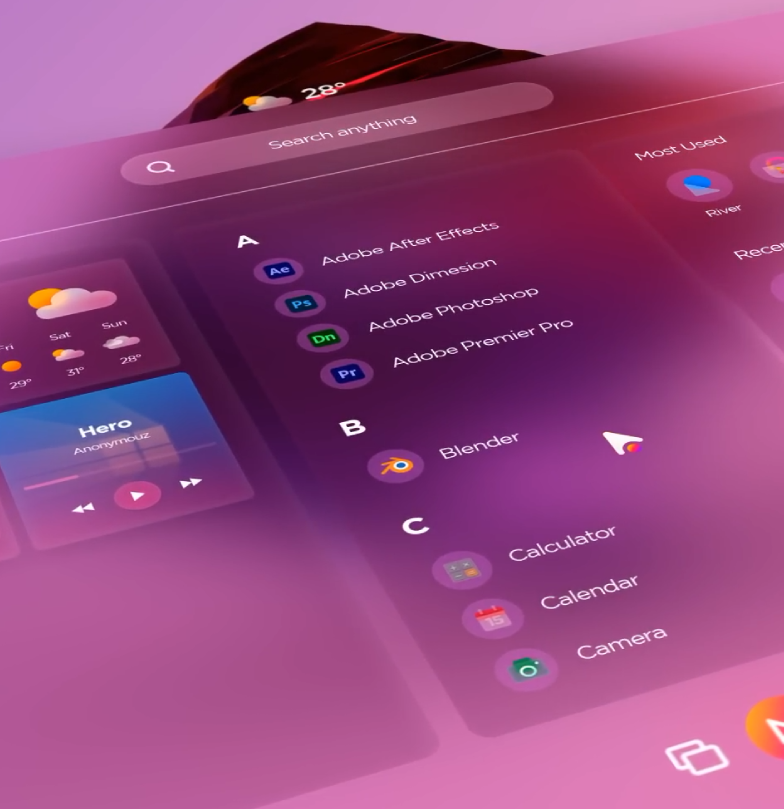 28°
Search anything
Fri
Sat
Sun
29°
31°
28°
Hero
Anonymouz
A
Ae
Adobe After Effects
Ps
Adobe Dimesion
Dn
Adobe Photoshop
Pr
Adobe Premier Pro
B
Blender
C
Calculator
15
Calendar
Camera
Most Used
River